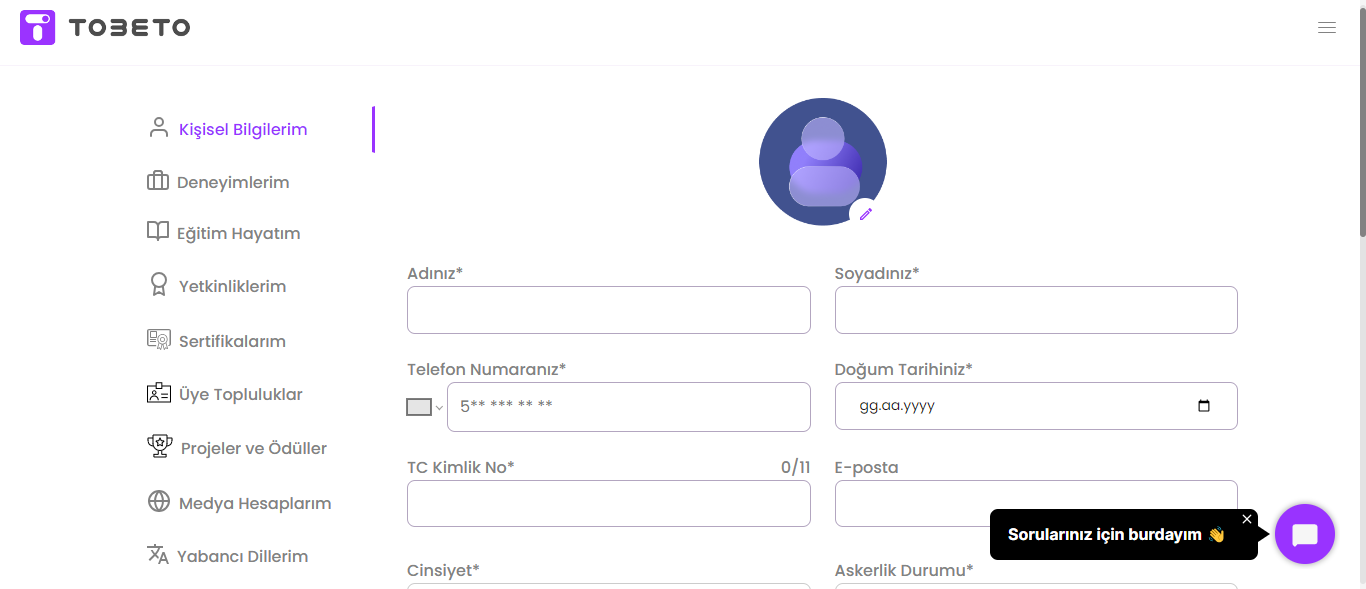 TOBETO
Kişisel Bilgilerim
Deneyimlerim
Eğitim Hayatım
Yetkinliklerim
Sertifikalarım
Üye Topluluklar
Projeler ve Ödüller
Medya Hesaplarım
Yabancı Dillerim
Adınız*
Soyadınız*
Telefon Numaranız*
Doğum Tarihiniz*
5** *** ** **
gg.aa.yyyy
TC Kimlik No*
0/11
E-posta
Sorularınız için burdayım 👋
Cinsiyet*
Askerlik Durumu*